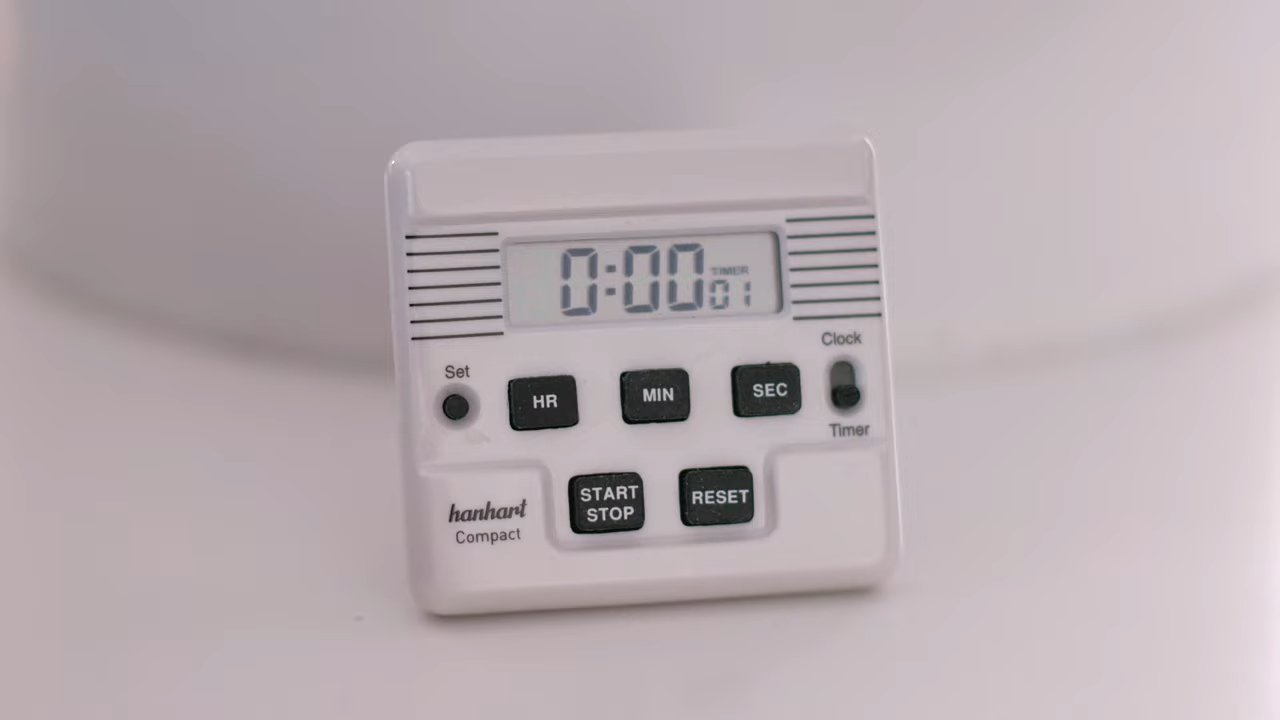 0:00 TIMER
01
Clock
Set
HR MIN SEC
Timer
START
STOP
RESET
hanhart
Compact